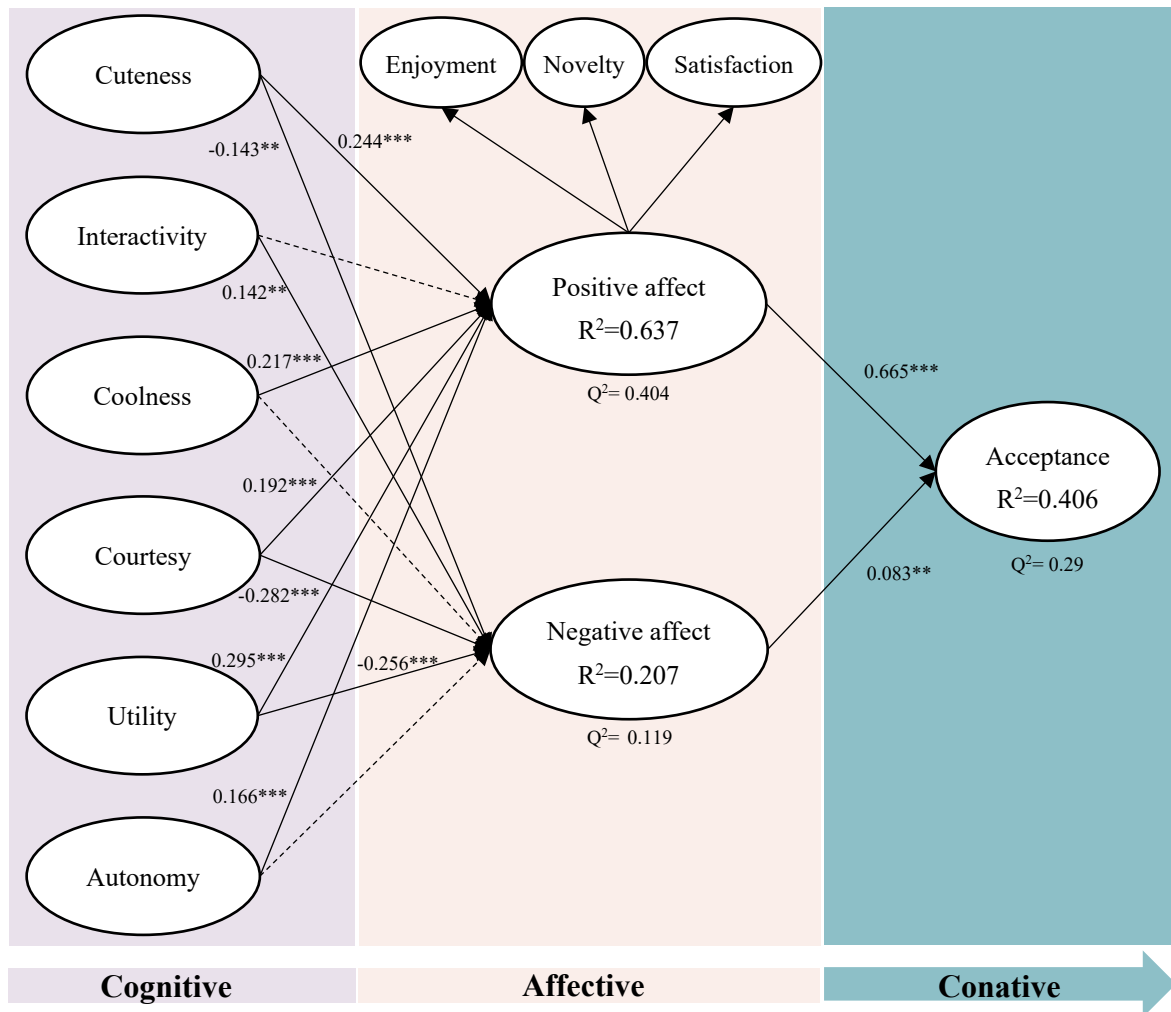 Cuteness
Enjoyment
Novelty
Satisfaction
-0.143**
0.244***
Interactivity
0.142**
Positive affect
R²=0.637
Q²= 0.404
Coolness
0.217***
0.665***
Acceptance
R²=0.406
Q²= 0.29
0.192***
Courtesy
-0.282***
0.083**
Negative affect
R²=0.207
Q²= 0.119
0.295***
-0.256***
Utility
0.166***
Autonomy
Cognitive
Affective
Conative